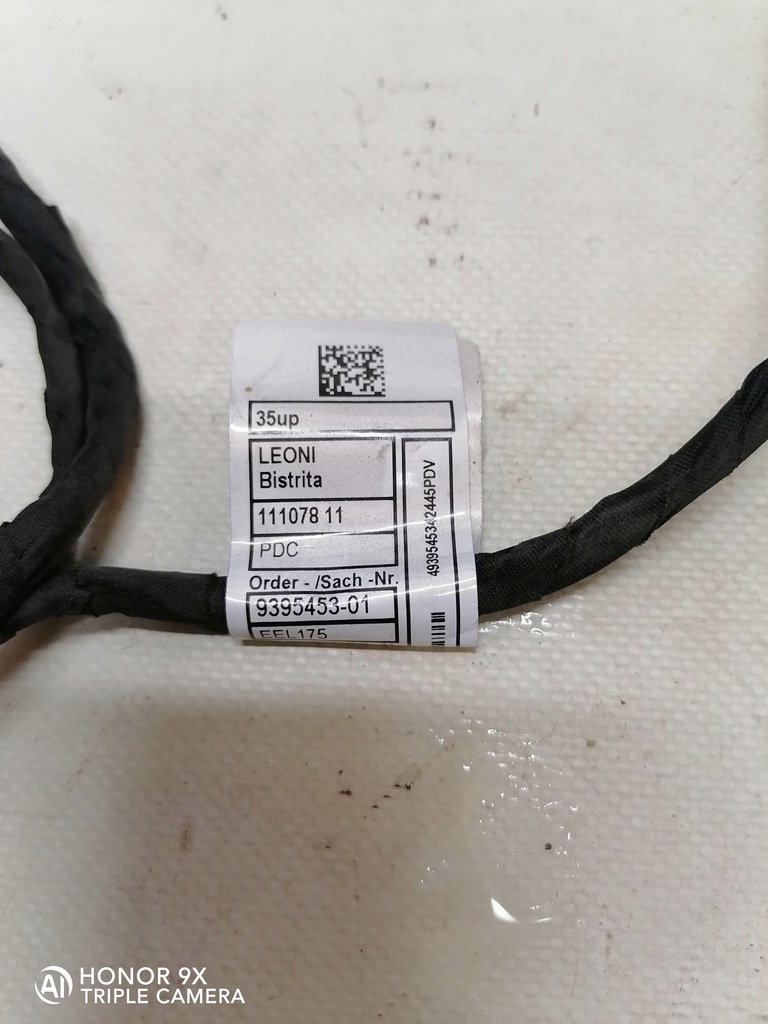 35up
LEONI
Bistrita
111078 11
PDC
Order - /Sach -Nr.
9395453-01
EEL175
4939545342445PDV
HONOR 9X
TRIPLE CAMERA